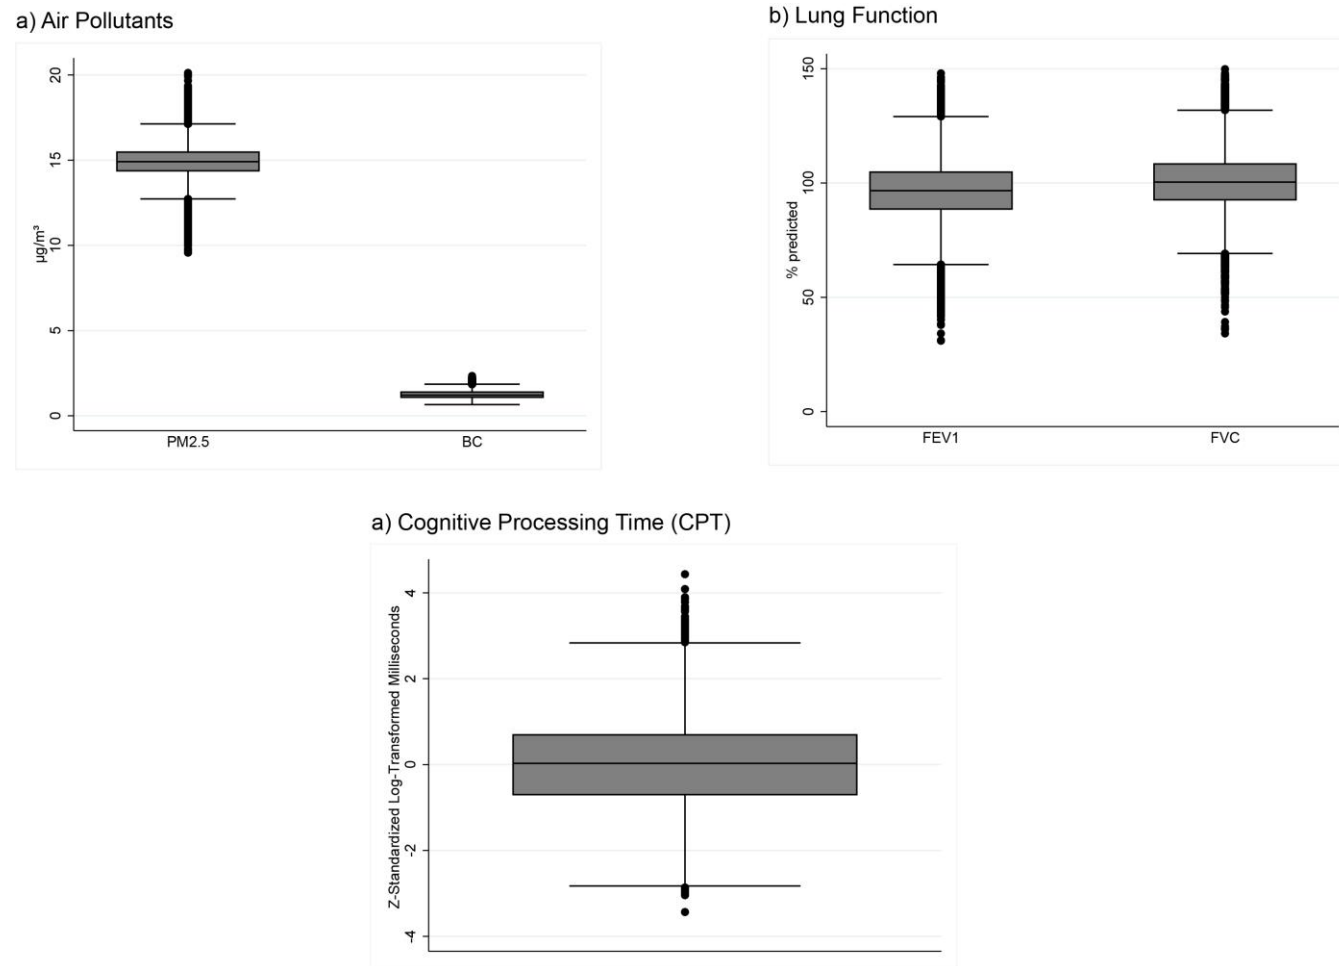 a) Air Pollutants
20
15
10
5
0
µg/m³
PM2.5
BC
b) Lung Function
150
100
50
0
% predicted
FEV1
FVC
a) Cognitive Processing Time (CPT)
4
2
0
-2
-4
Z-Standardized Log-Transformed Milliseconds